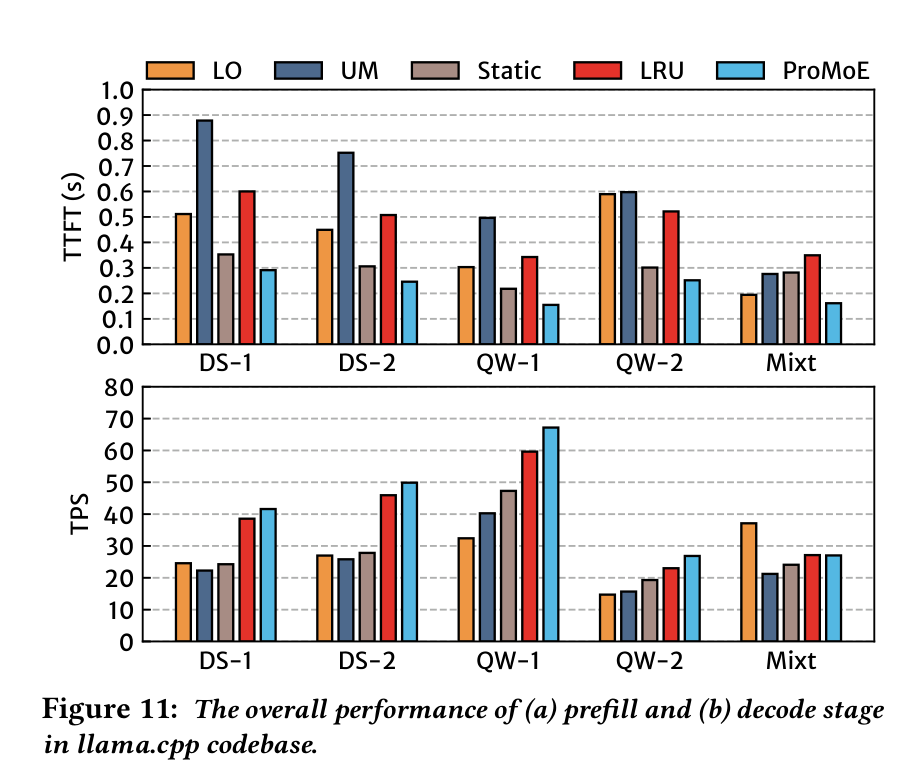 LO UM Static LRU ProMoE
1.0
0.9
0.8
0.7
0.6
0.5
0.4
0.3
0.2
0.1
0.0
TTFT (s)
DS-1 DS-2 QW-1 QW-2 Mixt
80
70
60
50
40
30
20
10
0
TPS
DS-1 DS-2 QW-1 QW-2 Mixt
Figure 11: The overall performance of (a) prefill and (b) decode stage
in llama.cpp codebase.